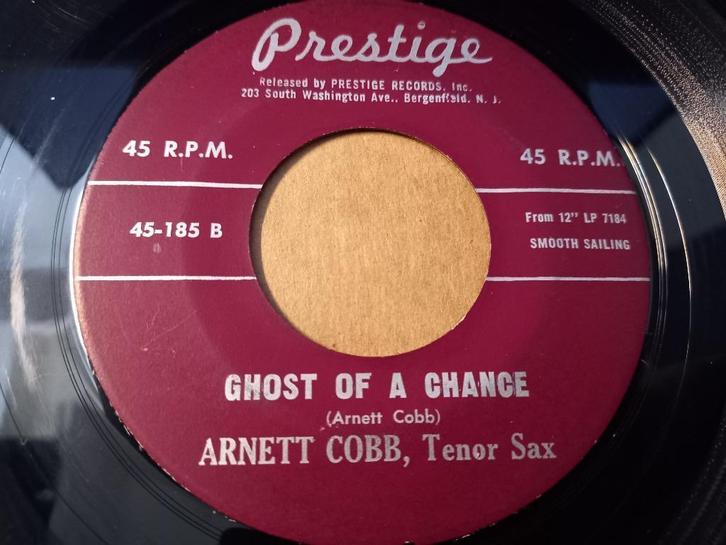 Prestige
Released by PRESTIGE RECORDS, Inc.
203 South Washington Ave., Bergenfield, N. J.
45 R.P.M.
45 R.P.M.
45-185 B
From 12" LP 7184
SMOOTH SAILING
GHOST OF A CHANCE
(Arnett Cobb)
ARNETT COBB, Tenor Sax